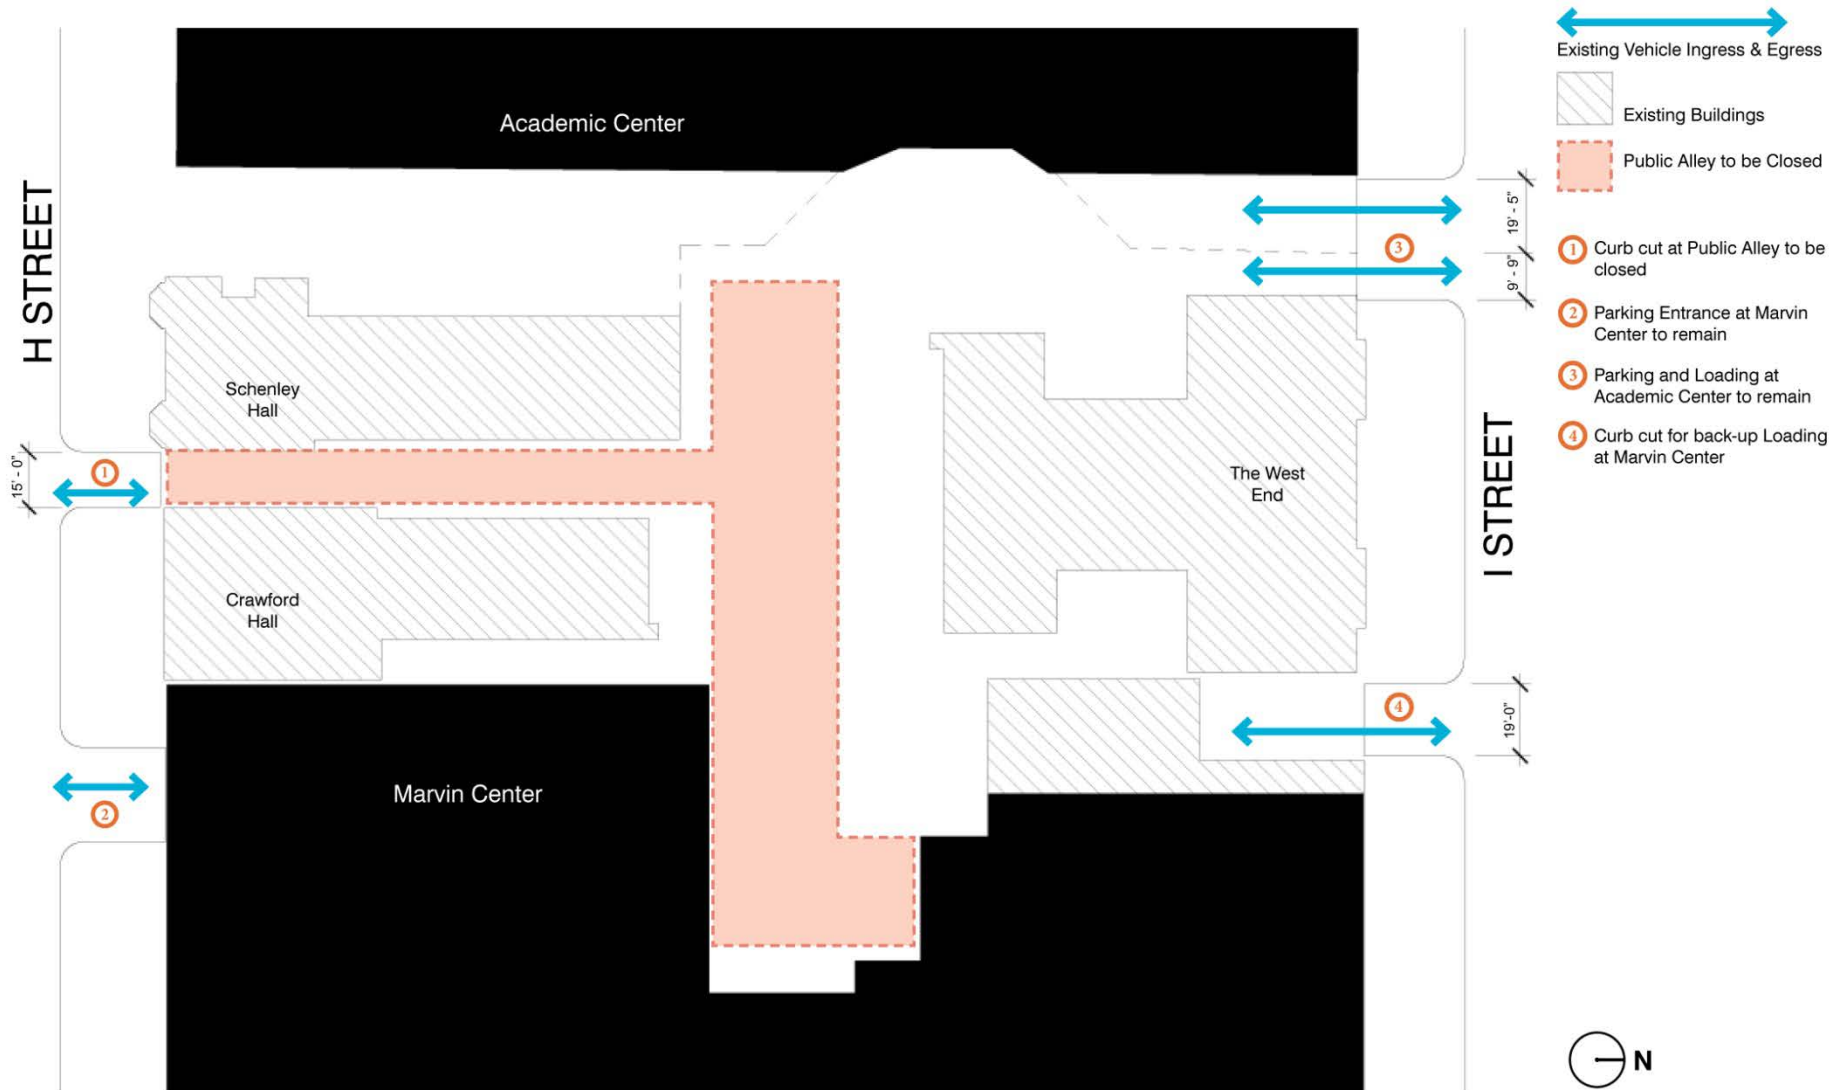 Existing Vehicle Ingress & Egress
Existing Buildings
Public Alley to be Closed
1 Curb cut at Public Alley to be
closed
2 Parking Entrance at Marvin
Center to remain
3 Parking and Loading at
Academic Center to remain
4 Curb cut for back-up Loading
at Marvin Center
Academic Center
H STREET
I STREET
19' - 5"
3
9' - 9"
Schenley
Hall
15' - 0"
1
The West
End
Crawford
Hall
4
19'-0"
Marvin Center
2
N